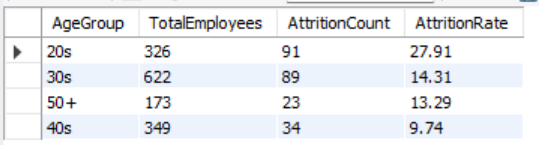 AgeGroup TotalEmployees AttritionCount AttritionRate
20s 326 91 27.91
30s 622 89 14.31
50+ 173 23 13.29
40s 349 34 9.74